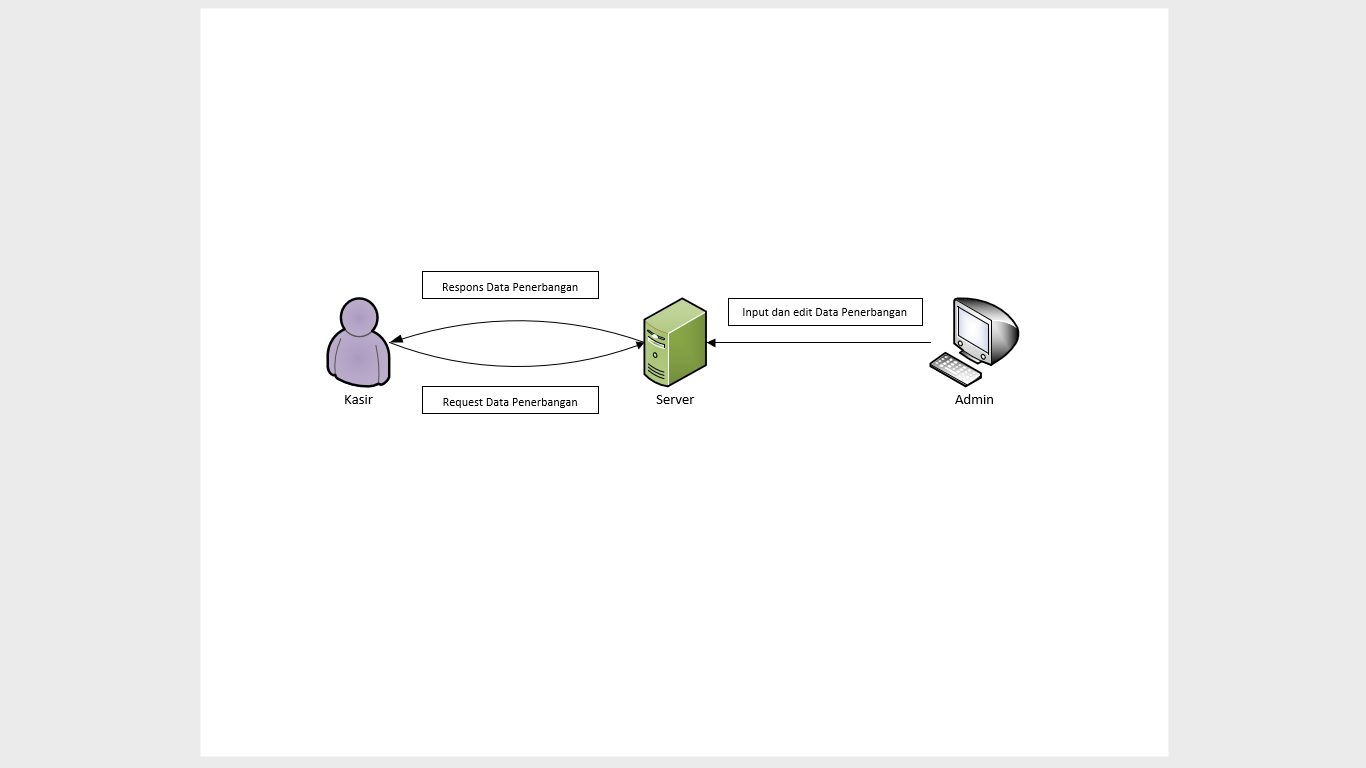 Respons Data Penerbangan
Input dan edit Data Penerbangan
Kasir
Request Data Penerbangan
Server
Admin